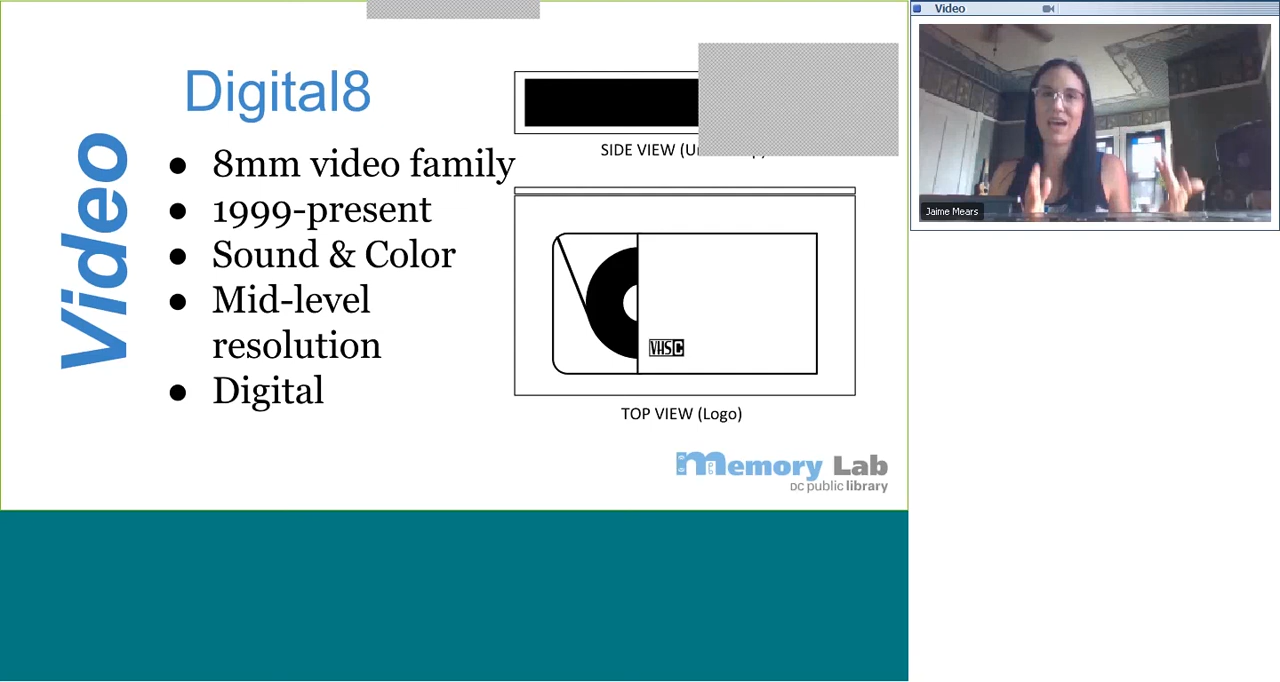 Digital8
Video
● 8mm video family
● 1999-present
● Sound & Color
● Mid-level
resolution
● Digital
SIDE VIEW
VHSC
TOP VIEW (Logo)
Memory Lab
DC public library
Video
Jaime Mears